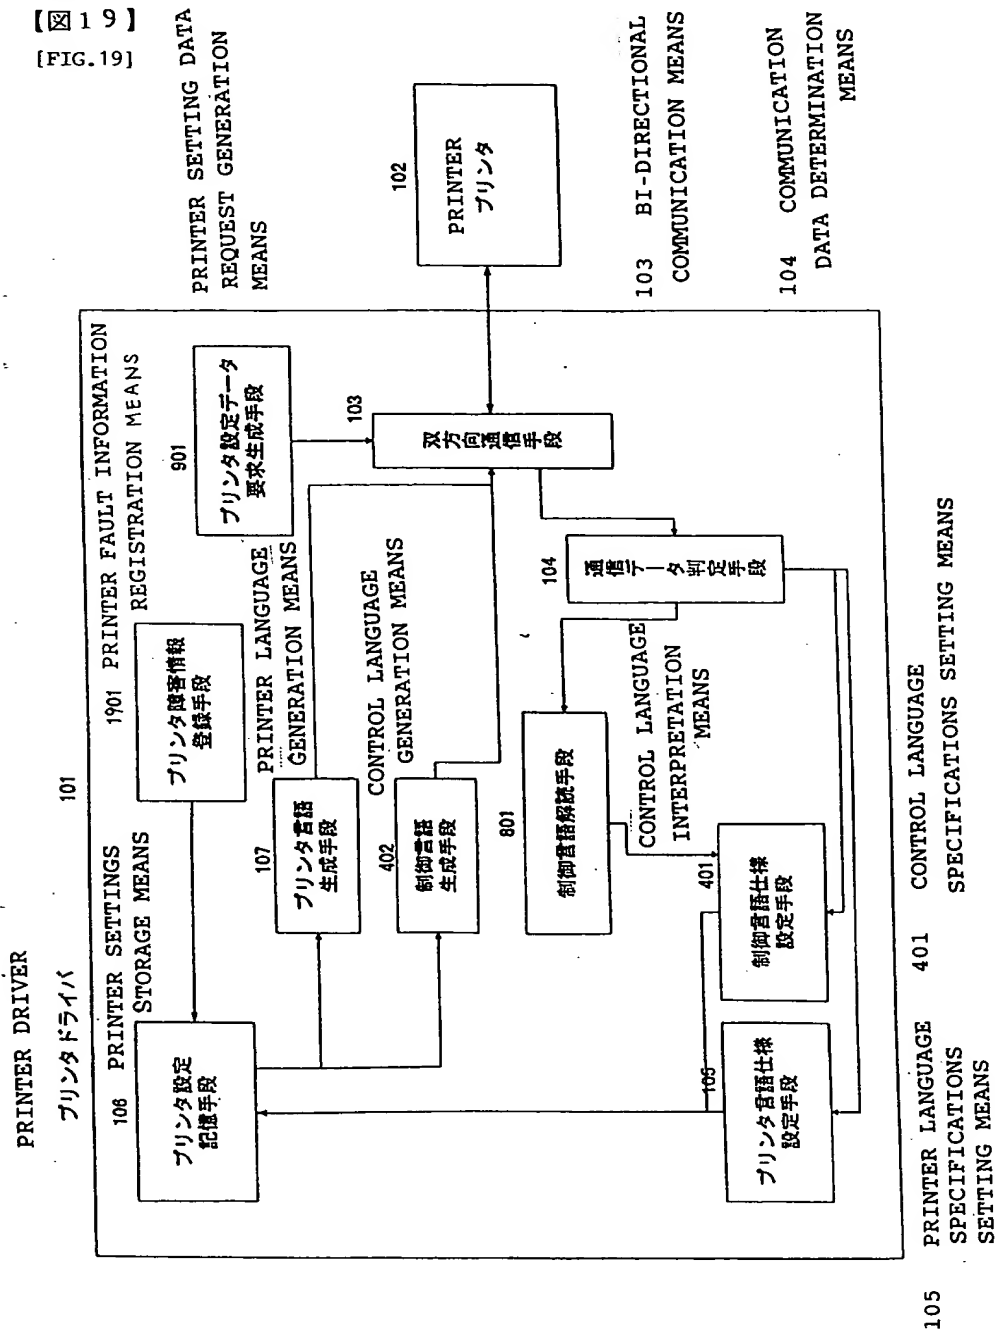 【図19】
[FIG.19]
PRINTER DRIVER
プリンタドライバ
101
106 PRINTER SETTINGS
STORAGE MEANS
プリンタ設定
記憶手段
1901 PRINTER FAULT INFORMATION
REGISTRATION MEANS
プリンタ障害情報
登録手段
PRINTER SETTING DATA
REQUEST GENERATION
MEANS
901
プリンタ設定データ
要求生成手段
PRINTER LANGUAGE
GENERATION MEANS
107
プリンタ言語
生成手段
CONTROL LANGUAGE
GENERATION MEANS
402
制御言語
生成手段
103
双方向通信手段
102
PRINTER
プリンタ
104
通信データ判定手段
801
制御言語解読手段
CONTROL LANGUAGE
INTERPRETATION
MEANS
401
制御言語仕様
設定手段
105
プリンタ言語仕様
設定手段
103 BI-DIRECTIONAL
COMMUNICATION MEANS
104 COMMUNICATION
DATA DETERMINATION
MEANS
105 PRINTER LANGUAGE
SPECIFICATIONS
SETTING MEANS
401 CONTROL LANGUAGE
SPECIFICATIONS SETTING MEANS